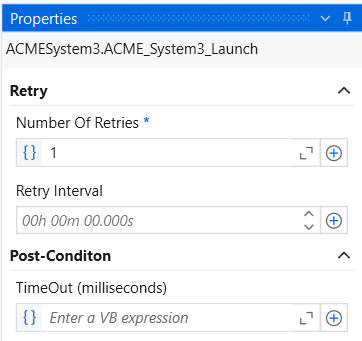 Properties
ACMESystem3.ACME_System3_Launch
Retry
Number Of Retries *
{} 1
Retry Interval
00h 00m 00.000s
Post-Conditon
TimeOut (milliseconds)
{} Enter a VB expression